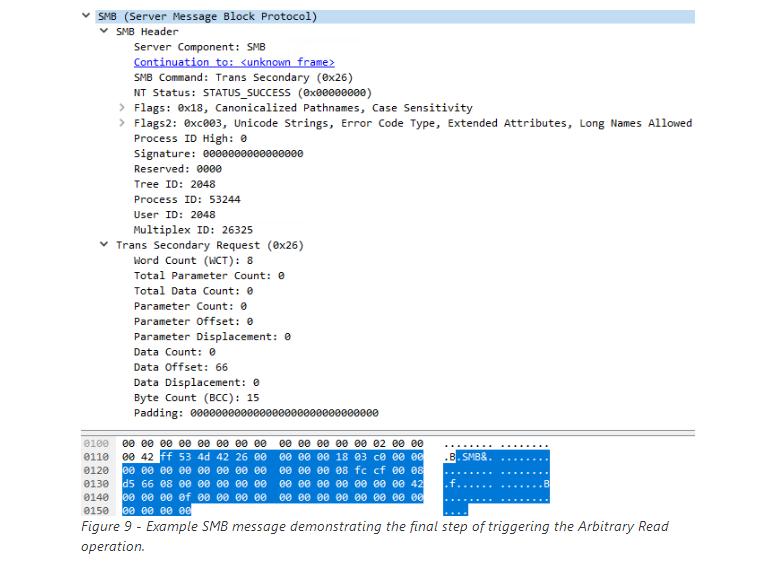 SMB (Server Message Block Protocol)
SMB Header
Server Component: SMB
Continuation to: <unknown frame>
SMB Command: Trans Secondary (0x26)
NT Status: STATUS_SUCCESS (0x00000000)
Flags: 0x18, Canonicalized Pathnames, Case Sensitivity
Flags2: 0xc003, Unicode Strings, Error Code Type, Extended Attributes, Long Names Allowed
Process ID High: 0
Signature: 0000000000000000
Reserved: 0000
Tree ID: 2048
Process ID: 53244
User ID: 2048
Multiplex ID: 26325
Trans Secondary Request (0x26)
Word Count (WCT): 8
Total Parameter Count: 0
Total Data Count: 0
Parameter Count: 0
Parameter Offset: 0
Parameter Displacement: 0
Data Count: 0
Data Offset: 66
Data Displacement: 0
Byte Count (BCC): 15
Padding: 000000000000000000000000000000
0100 00 00 00 00 00 00 00 00 00 00 00 00 00 02 00 00 ........ ........
0110 00 42 ff 53 4d 42 26 00 00 00 00 18 03 c0 00 00 .B.SMB&. ........
0120 00 00 00 00 00 00 00 00 00 00 00 08 fc cf 00 08 ........ ........
0130 d5 66 08 00 00 00 00 00 00 00 00 00 00 00 00 42 .f...... .......B
0140 00 00 00 0f 00 00 00 00 00 00 00 00 00 00 00 00 ........ ........
0150 00 00 00 00 ....
Figure 9 - Example SMB message demonstrating the final step of triggering the Arbitrary Read
operation.